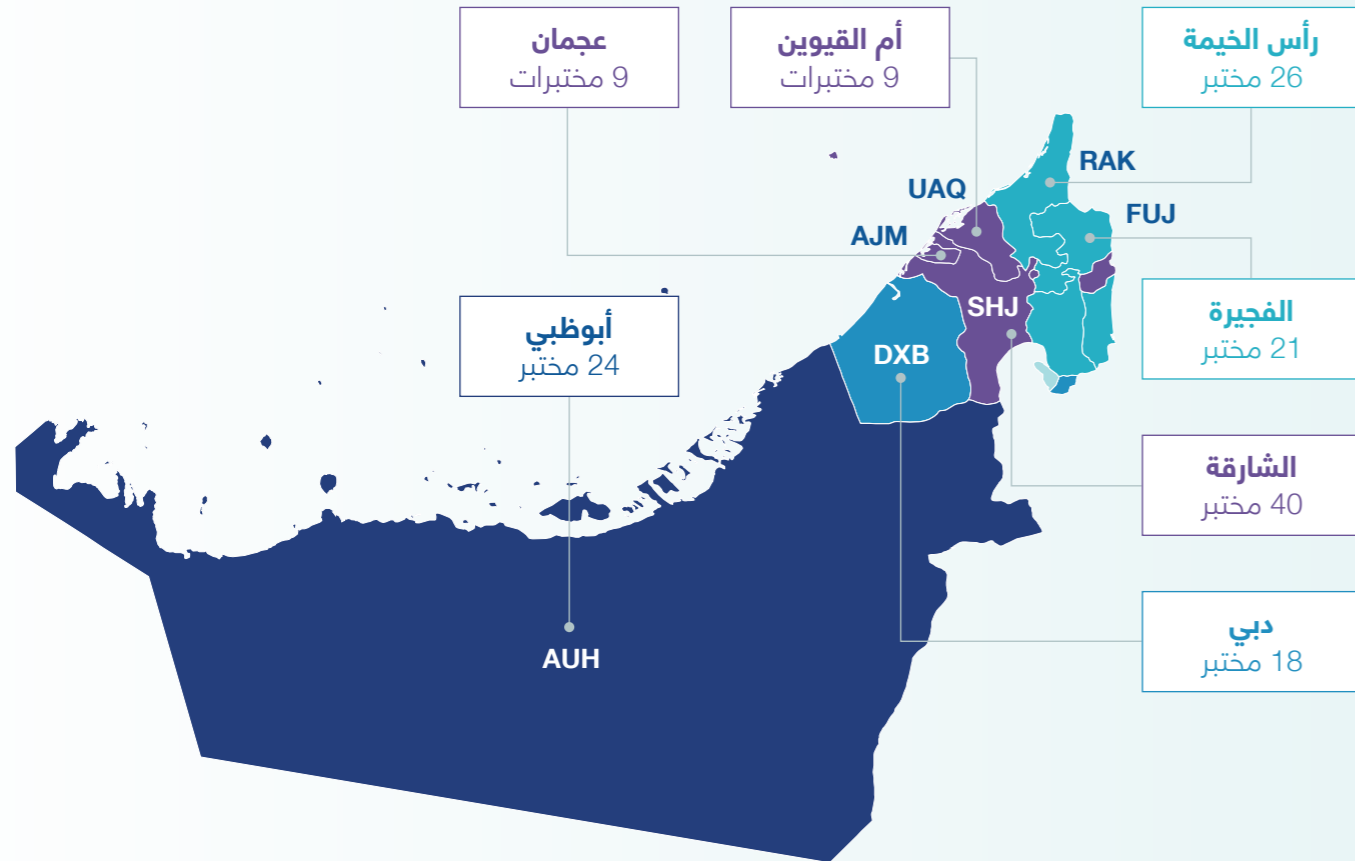 رأس الخيمة
26 مختبر
أم القيوين
9 مختبرات
عجمان
9 مختبرات
RAK
UAQ
FUJ
AJM
الفجيرة
21 مختبر
أبوظبي
24 مختبر
SHJ
DXB
الشارقة
40 مختبر
دبي
18 مختبر
AUH